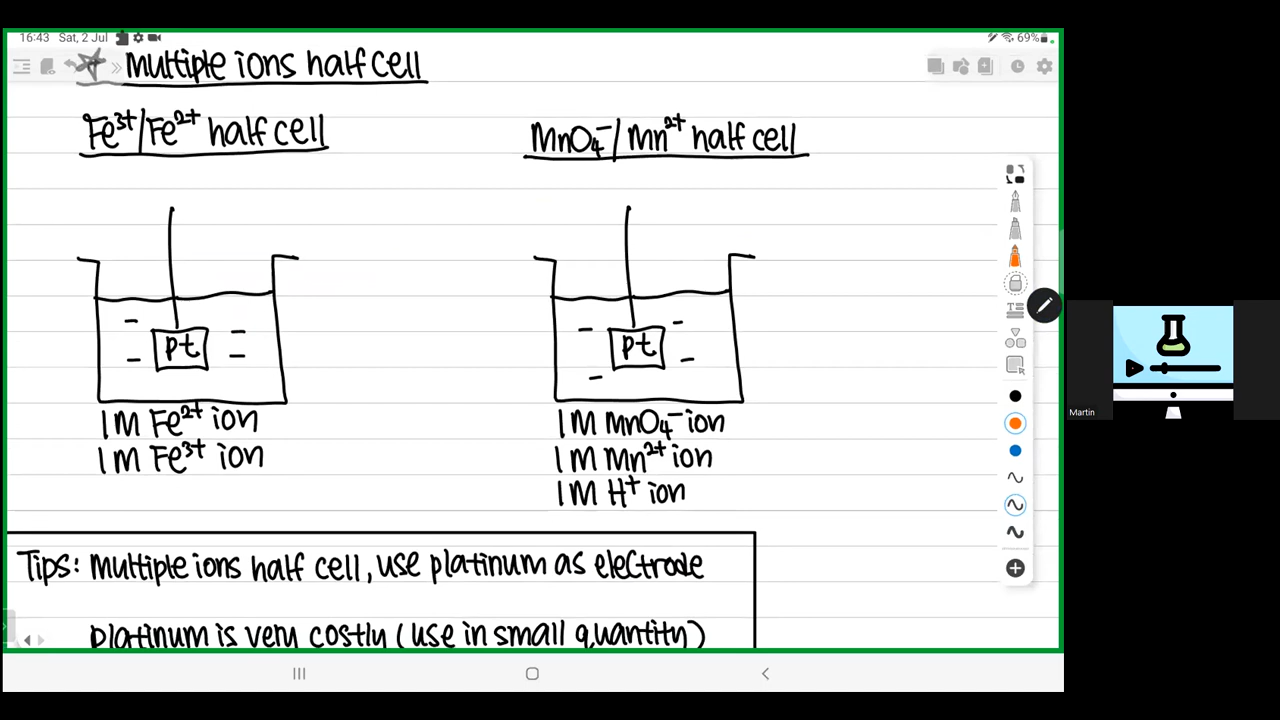 16:43 Sat, 2 Jul
69%
multiple ions half cell
Fe³⁺/Fe²⁺ half cell
MnO₄⁻/Mn²⁺ half cell
Pt
Pt
1M Fe²⁺ ion
1M Fe³⁺ ion
1M MnO₄⁻ ion
1M Mn²⁺ ion
1M H⁺ ion
Tips: multiple ions half cell, use platinum as electrode
platinum is very costly (use in small quantity)
Martin